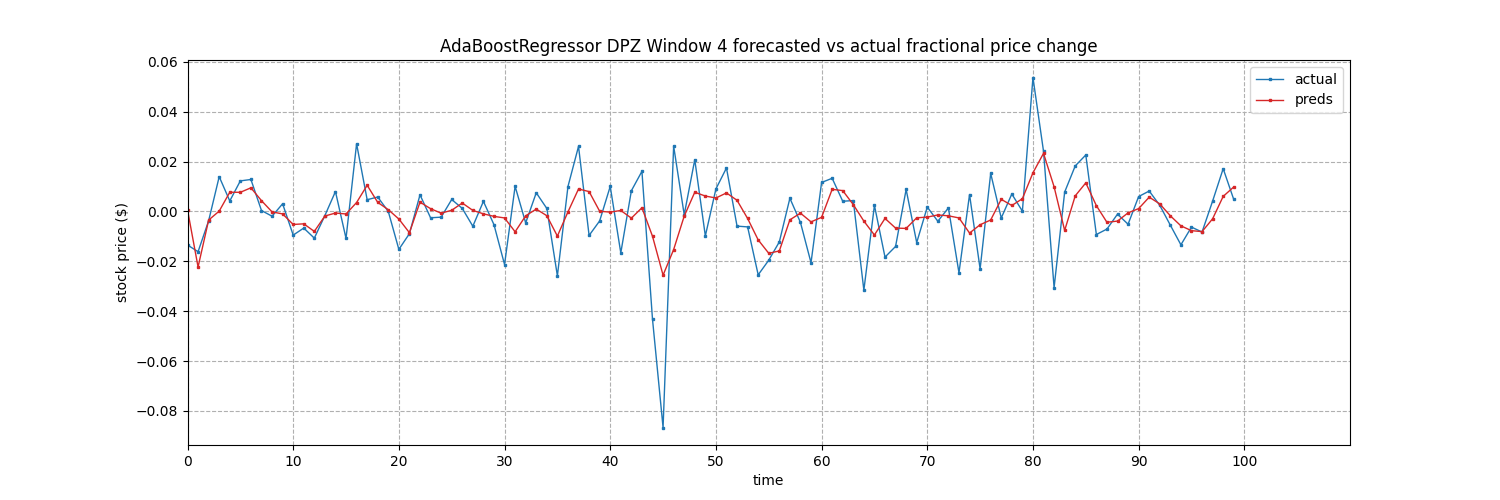 AdaBoostRegressor DPZ Window 4 forecasted vs actual fractional price change
actual
preds
stock price ($)
0.06
0.04
0.02
0.00
−0.02
−0.04
−0.06
−0.08
0 10 20 30 40 50 60 70 80 90 100
time